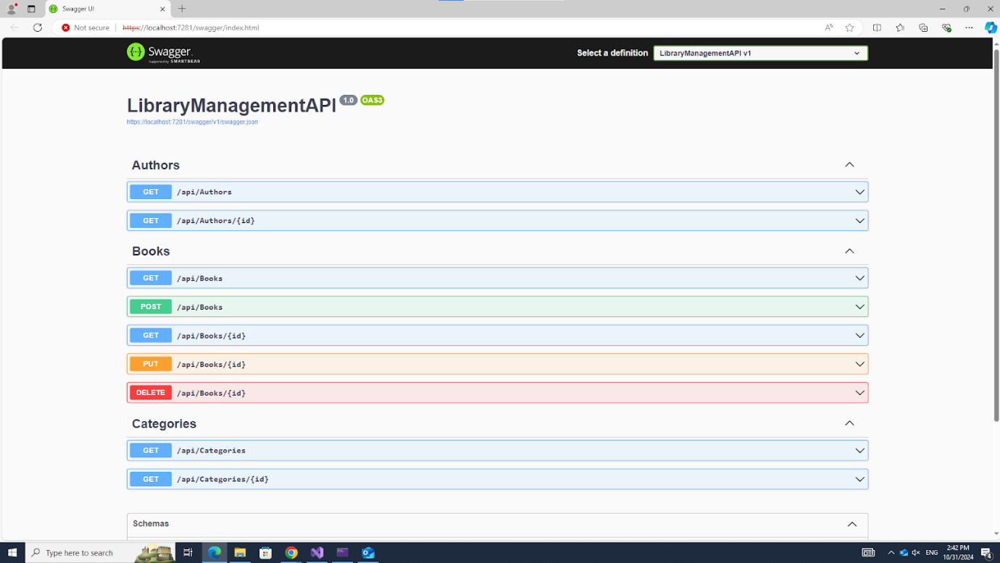 Swagger UI
Not secure
https://localhost:7281/swagger/index.html
Swagger.
Supported by SMARTBEAR
Select a definition
LibraryManagementAPI v1
LibraryManagementAPI 1.0 OAS3
https://localhost:7281/swagger/v1/swagger.json
Authors
GET /api/Authors
GET /api/Authors/{id}
Books
GET /api/Books
POST /api/Books
GET /api/Books/{id}
PUT /api/Books/{id}
DELETE /api/Books/{id}
Categories
GET /api/Categories
GET /api/Categories/{id}
Schemas
Type here to search
ENG
2:42 PM
10/31/2024
4